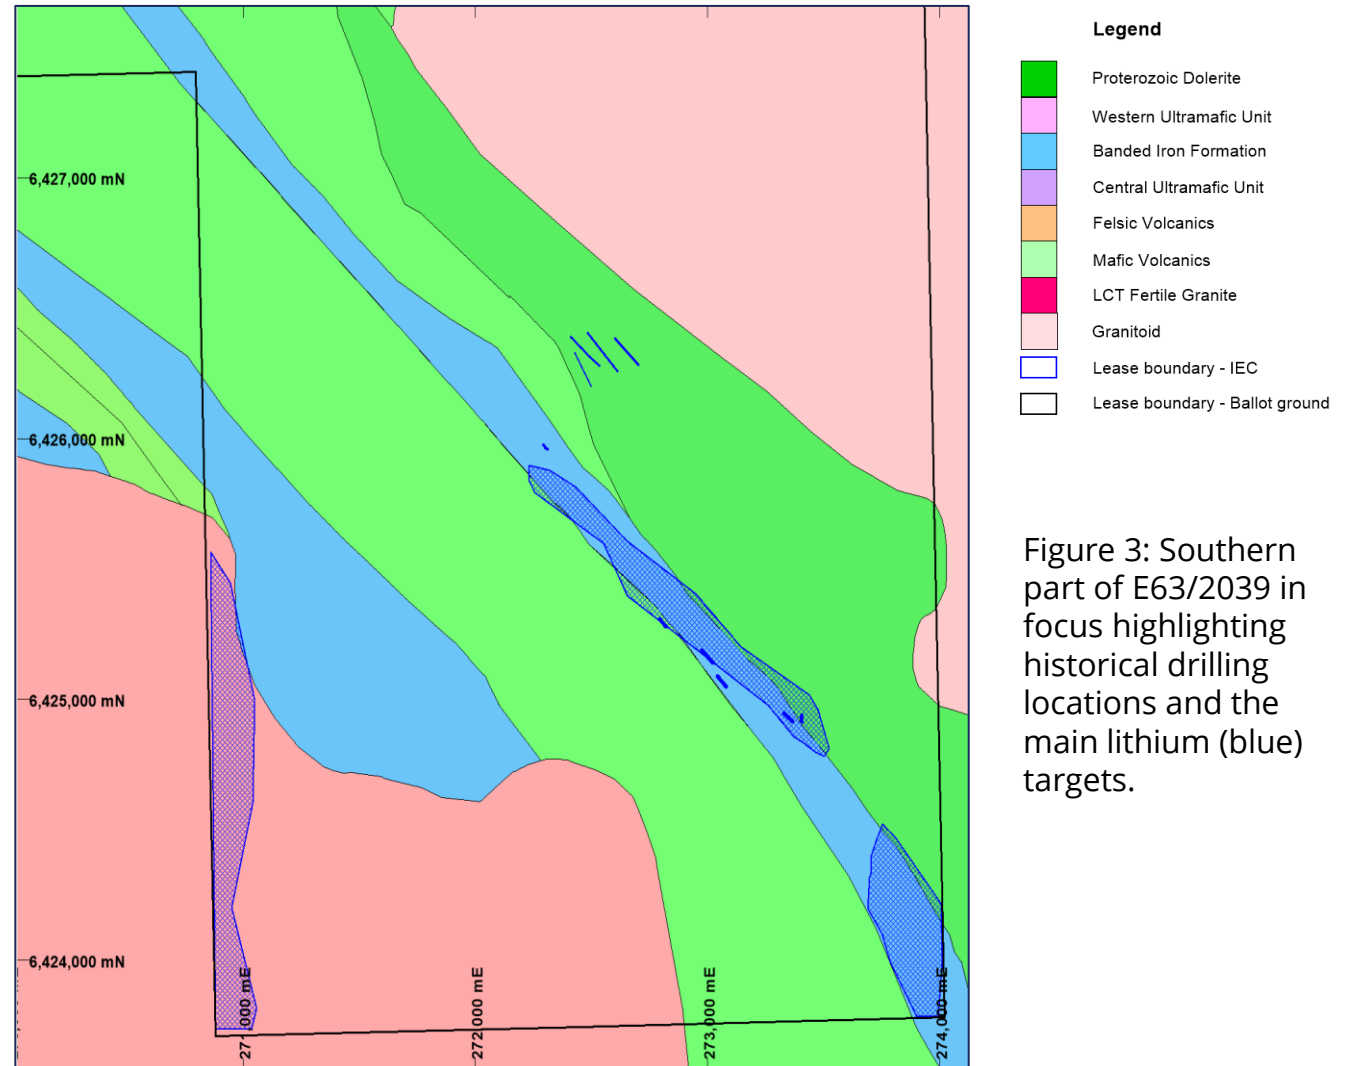 Legend
Proterozoic Dolerite
Western Ultramafic Unit
Banded Iron Formation
Central Ultramafic Unit
Felsic Volcanics
Mafic Volcanics
LCT Fertile Granite
Granitoid
Lease boundary - IEC
Lease boundary - Ballot ground
6,427,000 mN
6,426,000 mN
6,425,000 mN
6,424,000 mN
271,000 mE
272,000 mE
273,000 mE
274,000 mE
Figure 3: Southern
part of E63/2039 in
focus highlighting
historical drilling
locations and the
main lithium (blue)
targets.